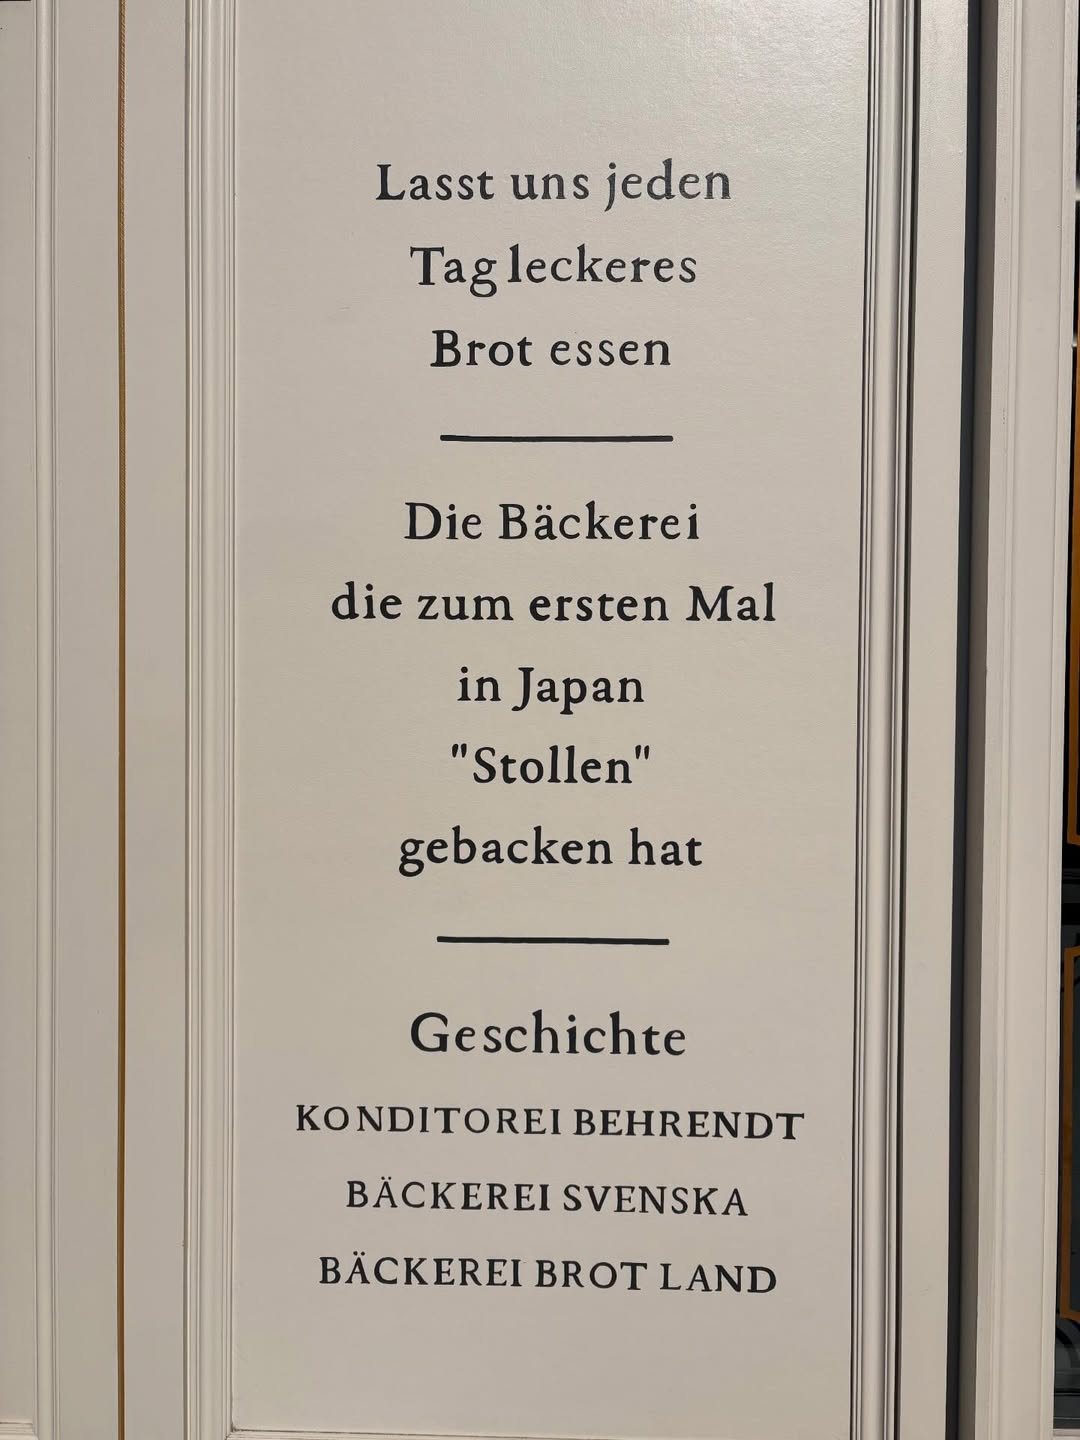 Lasst uns jeden
Tag leckeres
Brot essen
Die Bäckerei
die zum ersten Mal
in Japan
"Stollen"
gebacken hat
Geschichte
KONDITOREI BEHRENDT
BÄCKEREI SVENSKA
BÄCKEREI BROT LAND